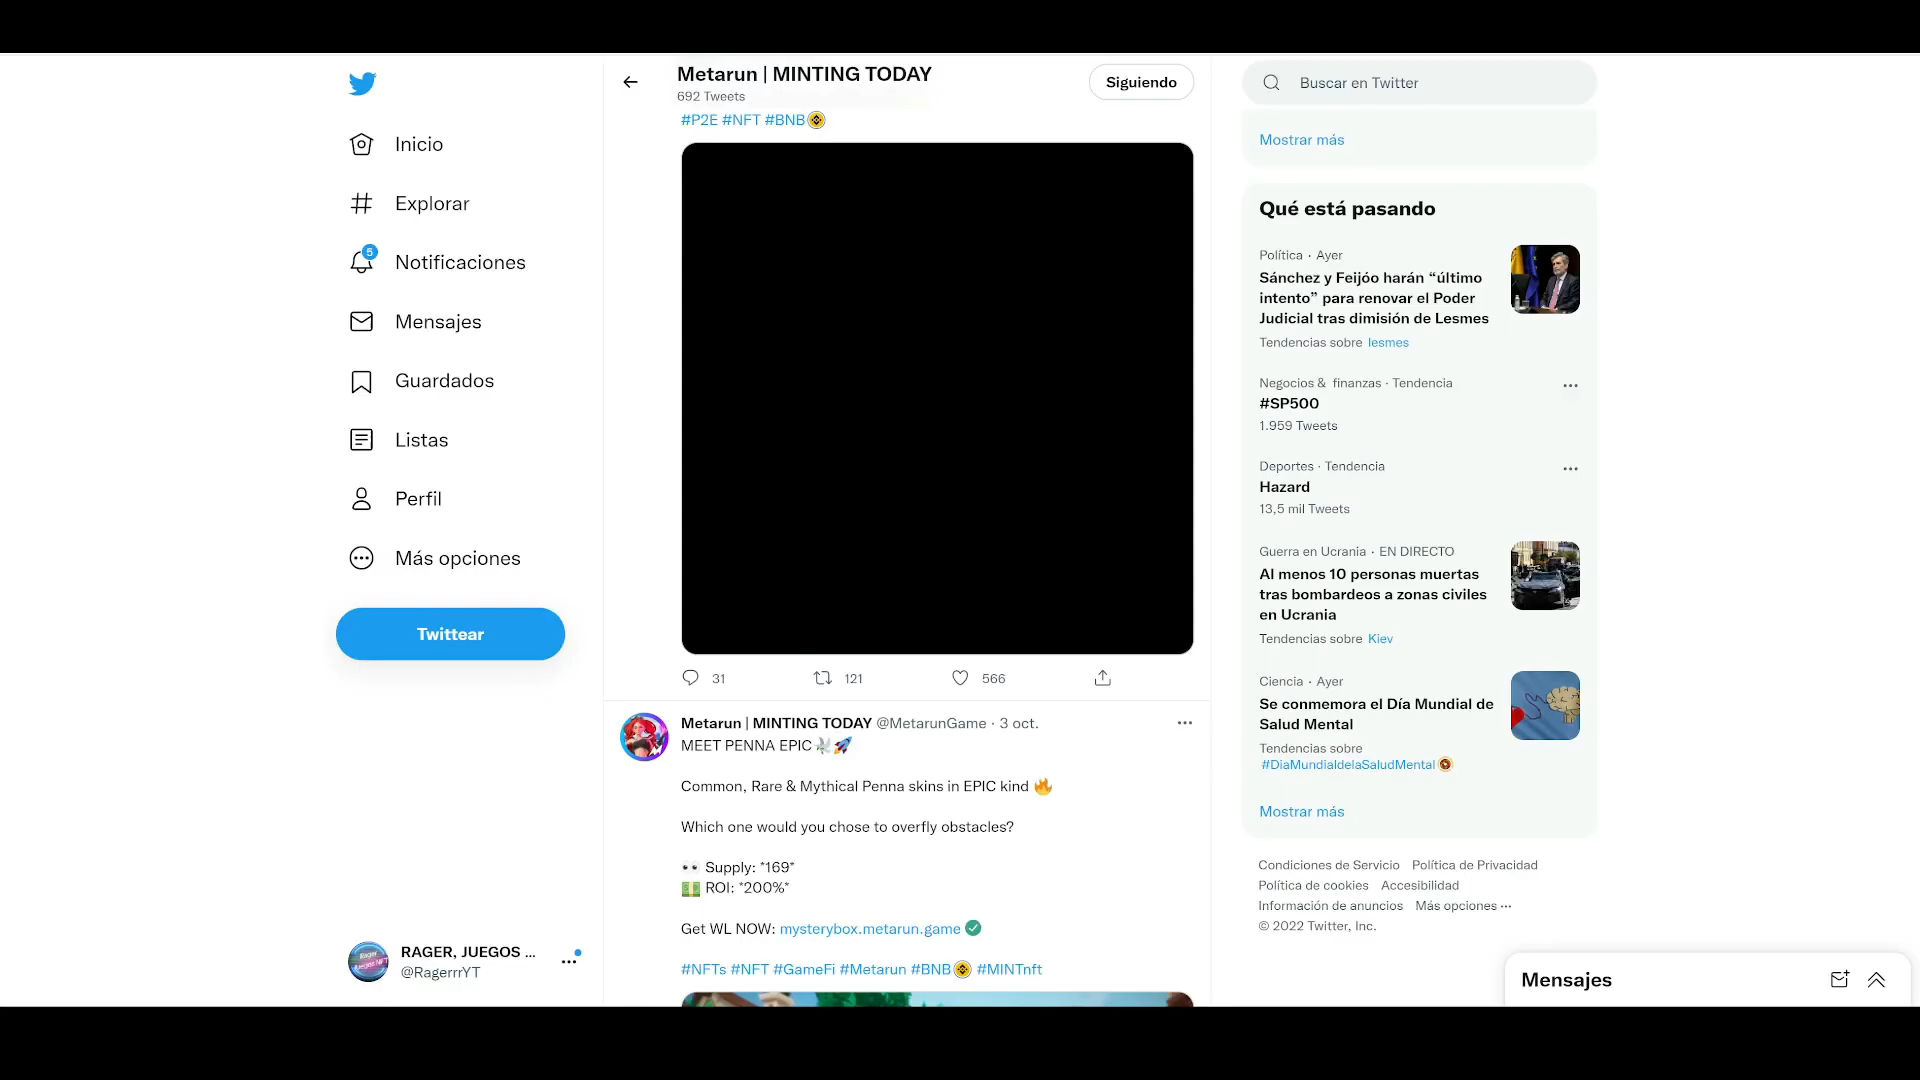 Inicio
Explorar
5
Notificaciones
Mensajes
Guardados
Listas
Perfil
Más opciones
Twittear
RAGER, JUEGOS ...
@RagerrrYT
Metarun | MINTING TODAY
692 Tweets
Siguiendo
#P2E #NFT #BNB
31
121
566
Metarun | MINTING TODAY @MetarunGame · 3 oct.
MEET PENNA EPIC🕊️🚀
Common, Rare & Mythical Penna skins in EPIC kind 🔥
Which one would you chose to overfly obstacles?
👀 Supply: *169*
💵 ROI: *200%*
Get WL NOW: mysterybox.metarun.game ✅
#NFTs #NFT #GameFi #Metarun #BNB #MINTnft
Buscar en Twitter
Mostrar más
Qué está pasando
Política · Ayer
Sánchez y Feijóo harán “último
intento” para renovar el Poder
Judicial tras dimisión de Lesmes
Tendencias sobre lesmes
Negocios & finanzas · Tendencia
#SP500
1.959 Tweets
Deportes · Tendencia
Hazard
13,5 mil Tweets
Guerra en Ucrania · EN DIRECTO
Al menos 10 personas muertas
tras bombardeos a zonas civiles
en Ucrania
Tendencias sobre Kiev
Ciencia · Ayer
Se conmemora el Día Mundial de
Salud Mental
Tendencias sobre
#DiaMundialdelaSaludMental
Mostrar más
Condiciones de Servicio Política de Privacidad
Política de cookies Accesibilidad
Información de anuncios Más opciones ···
© 2022 Twitter, Inc.
Mensajes